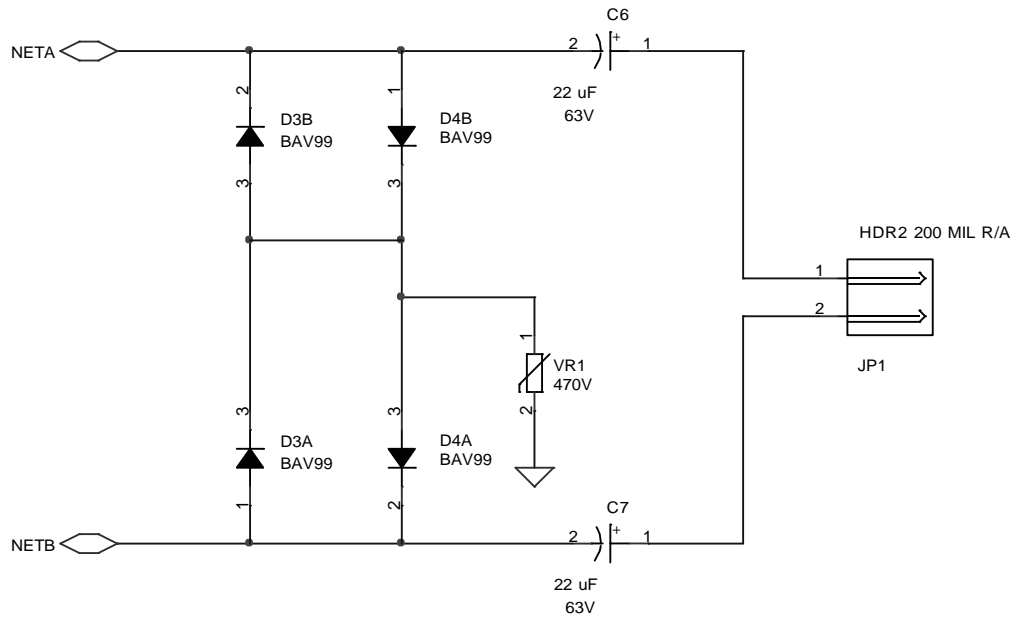 C6
NETA
2
+
1
22 uF
63V
2
1
D3B
BAV99
D4B
BAV99
3
3
HDR2 200 MIL R/A
1
2
JP1
1
VR1
470V
2
3
3
D3A
BAV99
D4A
BAV99
1
2
C7
NETB
2
+
1
22 uF
63V